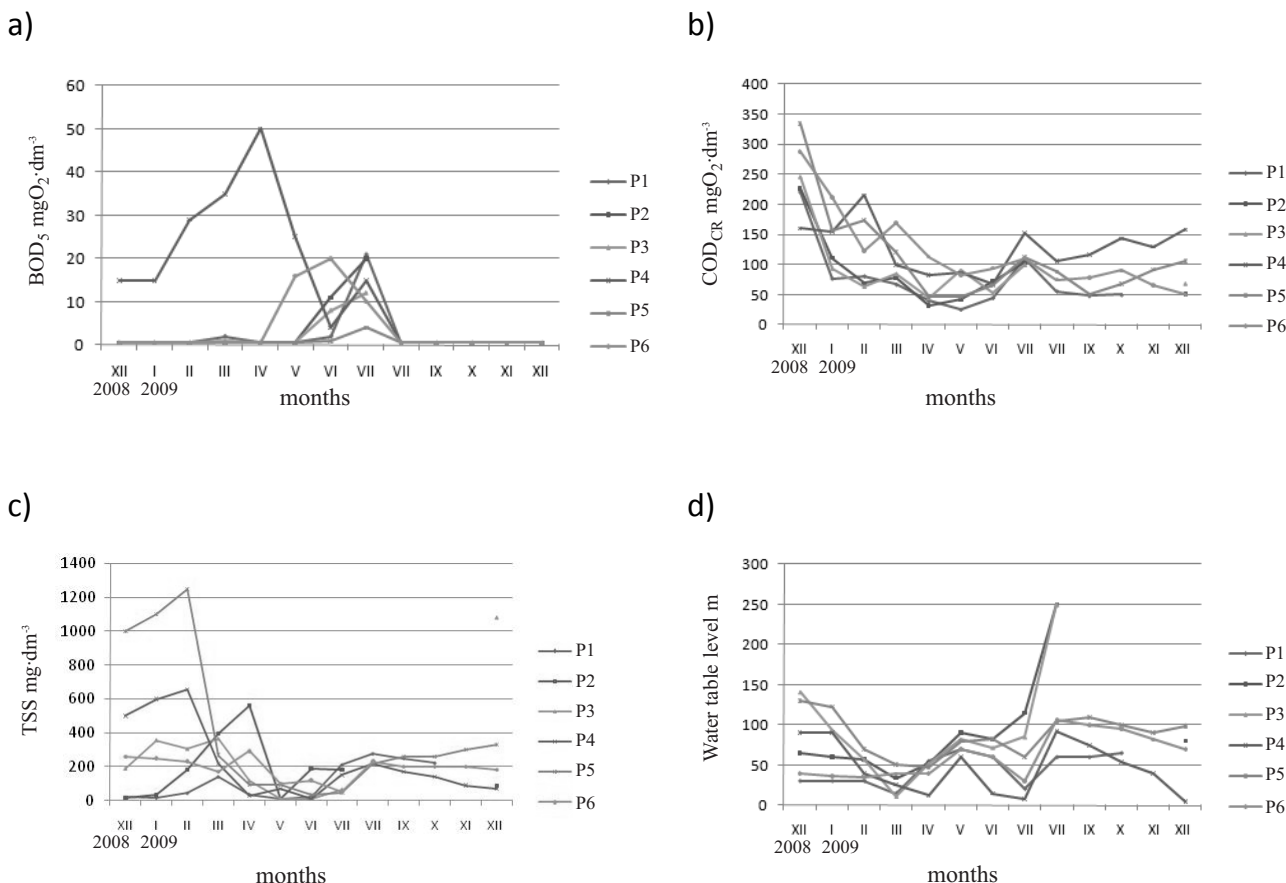 a)
60
50
40
30
20
10
0
BOD5 mgO2·dm-3
XII I II III IV V VI VII VII IX X XI XII
2008 2009
months
P1
P2
P3
P4
P5
P6
b)
400
350
300
250
200
150
100
50
0
CODCR mgO2·dm-3
XII I II III IV V VI VII VII IX X XI XII
2008 2009
months
P1
P2
P3
P4
P5
P6
c)
1400
1200
1000
800
600
400
200
0
TSS mg·dm-3
XII I II III IV V VI VII VII IX X XI XII
2008 2009
months
P1
P2
P3
P4
P5
P6
d)
300
250
200
150
100
50
0
Water table level m
XII I II III IV V VI VII VII IX X XI XII
2008 2009
months
P1
P2
P3
P4
P5
P6